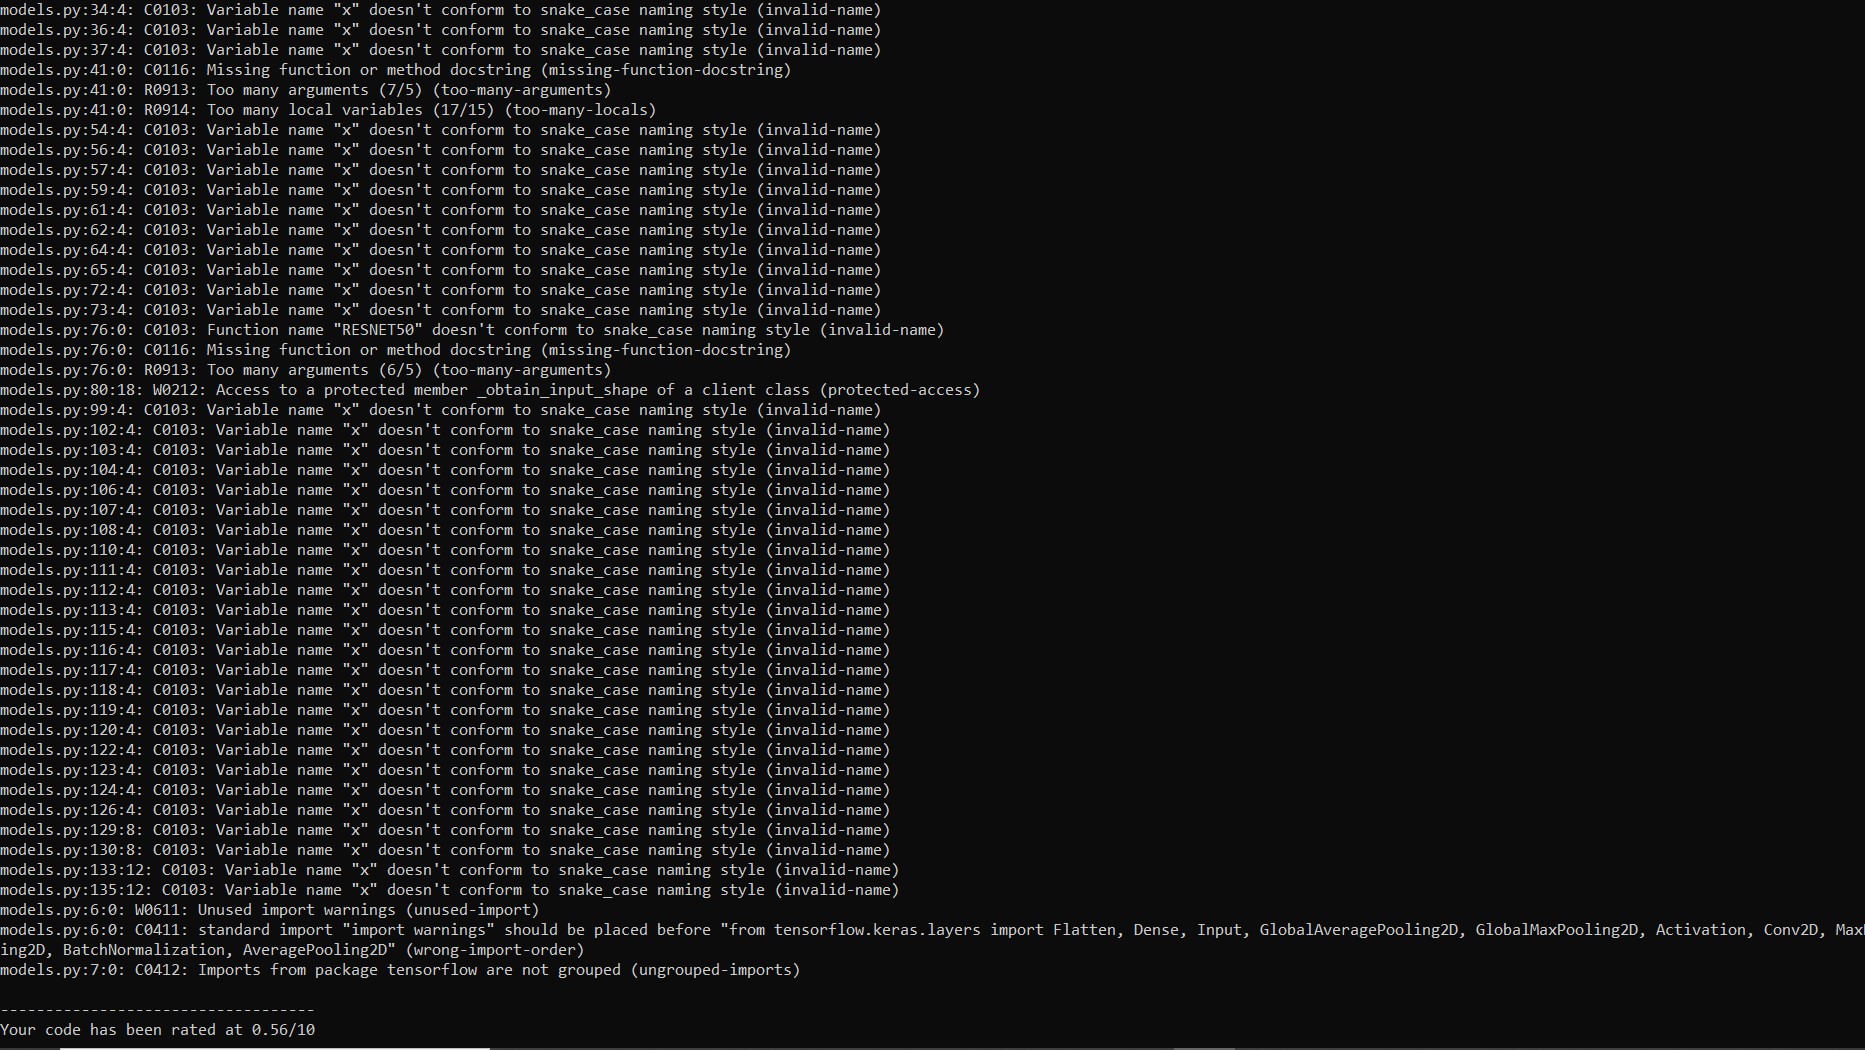 models.py:34:4: C0103: Variable name "x" doesn't conform to snake_case naming style (invalid-name)
models.py:36:4: C0103: Variable name "x" doesn't conform to snake_case naming style (invalid-name)
models.py:37:4: C0103: Variable name "x" doesn't conform to snake_case naming style (invalid-name)
models.py:41:0: C0116: Missing function or method docstring (missing-function-docstring)
models.py:41:0: R0913: Too many arguments (7/5) (too-many-arguments)
models.py:41:0: R0914: Too many local variables (17/15) (too-many-locals)
models.py:54:4: C0103: Variable name "x" doesn't conform to snake_case naming style (invalid-name)
models.py:56:4: C0103: Variable name "x" doesn't conform to snake_case naming style (invalid-name)
models.py:57:4: C0103: Variable name "x" doesn't conform to snake_case naming style (invalid-name)
models.py:59:4: C0103: Variable name "x" doesn't conform to snake_case naming style (invalid-name)
models.py:61:4: C0103: Variable name "x" doesn't conform to snake_case naming style (invalid-name)
models.py:62:4: C0103: Variable name "x" doesn't conform to snake_case naming style (invalid-name)
models.py:64:4: C0103: Variable name "x" doesn't conform to snake_case naming style (invalid-name)
models.py:65:4: C0103: Variable name "x" doesn't conform to snake_case naming style (invalid-name)
models.py:72:4: C0103: Variable name "x" doesn't conform to snake_case naming style (invalid-name)
models.py:73:4: C0103: Variable name "x" doesn't conform to snake_case naming style (invalid-name)
models.py:76:0: C0103: Function name "RESNET50" doesn't conform to snake_case naming style (invalid-name)
models.py:76:0: C0116: Missing function or method docstring (missing-function-docstring)
models.py:76:0: R0913: Too many arguments (6/5) (too-many-arguments)
models.py:80:18: W0212: Access to a protected member _obtain_input_shape of a client class (protected-access)
models.py:99:4: C0103: Variable name "x" doesn't conform to snake_case naming style (invalid-name)
models.py:102:4: C0103: Variable name "x" doesn't conform to snake_case naming style (invalid-name)
models.py:103:4: C0103: Variable name "x" doesn't conform to snake_case naming style (invalid-name)
models.py:104:4: C0103: Variable name "x" doesn't conform to snake_case naming style (invalid-name)
models.py:106:4: C0103: Variable name "x" doesn't conform to snake_case naming style (invalid-name)
models.py:107:4: C0103: Variable name "x" doesn't conform to snake_case naming style (invalid-name)
models.py:108:4: C0103: Variable name "x" doesn't conform to snake_case naming style (invalid-name)
models.py:110:4: C0103: Variable name "x" doesn't conform to snake_case naming style (invalid-name)
models.py:111:4: C0103: Variable name "x" doesn't conform to snake_case naming style (invalid-name)
models.py:112:4: C0103: Variable name "x" doesn't conform to snake_case naming style (invalid-name)
models.py:113:4: C0103: Variable name "x" doesn't conform to snake_case naming style (invalid-name)
models.py:115:4: C0103: Variable name "x" doesn't conform to snake_case naming style (invalid-name)
models.py:116:4: C0103: Variable name "x" doesn't conform to snake_case naming style (invalid-name)
models.py:117:4: C0103: Variable name "x" doesn't conform to snake_case naming style (invalid-name)
models.py:118:4: C0103: Variable name "x" doesn't conform to snake_case naming style (invalid-name)
models.py:119:4: C0103: Variable name "x" doesn't conform to snake_case naming style (invalid-name)
models.py:120:4: C0103: Variable name "x" doesn't conform to snake_case naming style (invalid-name)
models.py:122:4: C0103: Variable name "x" doesn't conform to snake_case naming style (invalid-name)
models.py:123:4: C0103: Variable name "x" doesn't conform to snake_case naming style (invalid-name)
models.py:124:4: C0103: Variable name "x" doesn't conform to snake_case naming style (invalid-name)
models.py:126:4: C0103: Variable name "x" doesn't conform to snake_case naming style (invalid-name)
models.py:129:8: C0103: Variable name "x" doesn't conform to snake_case naming style (invalid-name)
models.py:130:8: C0103: Variable name "x" doesn't conform to snake_case naming style (invalid-name)
models.py:133:12: C0103: Variable name "x" doesn't conform to snake_case naming style (invalid-name)
models.py:135:12: C0103: Variable name "x" doesn't conform to snake_case naming style (invalid-name)
models.py:6:0: W0611: Unused import warnings (unused-import)
models.py:6:0: C0411: standard import "import warnings" should be placed before "from tensorflow.keras.layers import Flatten, Dense, Input, GlobalAveragePooling2D, GlobalMaxPooling2D, Activation, Conv2D, Max
ing2D, BatchNormalization, AveragePooling2D" (wrong-import-order)
models.py:7:0: C0412: Imports from package tensorflow are not grouped (ungrouped-imports)
-----------------------------------
Your code has been rated at 0.56/10